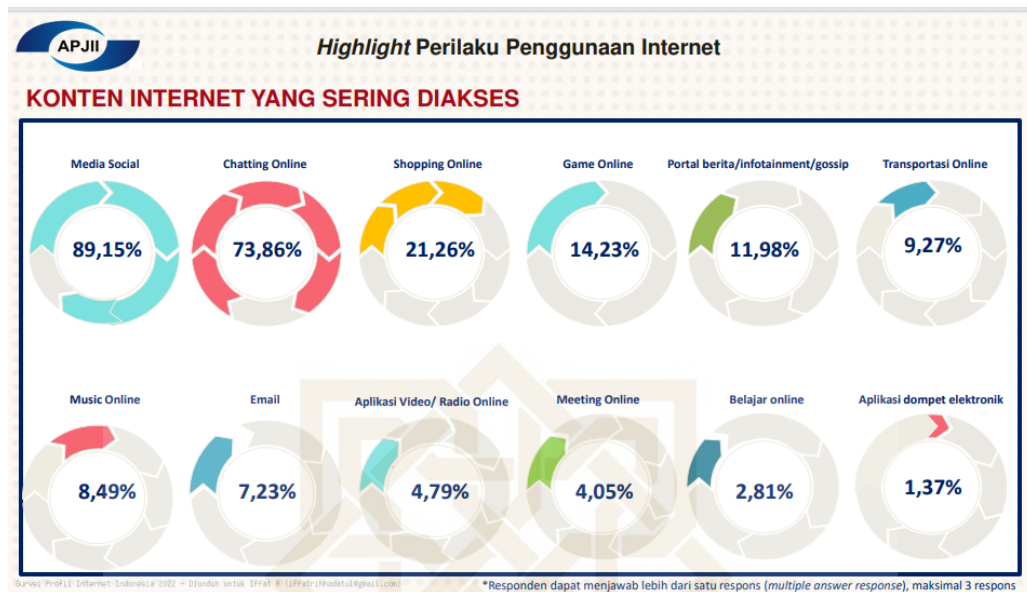 APJII
Highlight Perilaku Penggunaan Internet
KONTEN INTERNET YANG SERING DIAKSES
Media Social
Chatting Online
Shopping Online
Game Online
Portal berita/infotainment/gossip
Transportasi Online
89,15%
73,86%
21,26%
14,23%
11,98%
9,27%
Music Online
Email
Aplikasi Video/ Radio Online
Meeting Online
Belajar online
Aplikasi dompet elektronik
8,49%
7,23%
4,79%
4,05%
2,81%
1,37%
Survei Profil Internet Indonesia 2022 - Diunduh untuk IFFat R
*Responden dapat menjawab lebih dari satu respons (multiple answer response), maksimal 3 respons